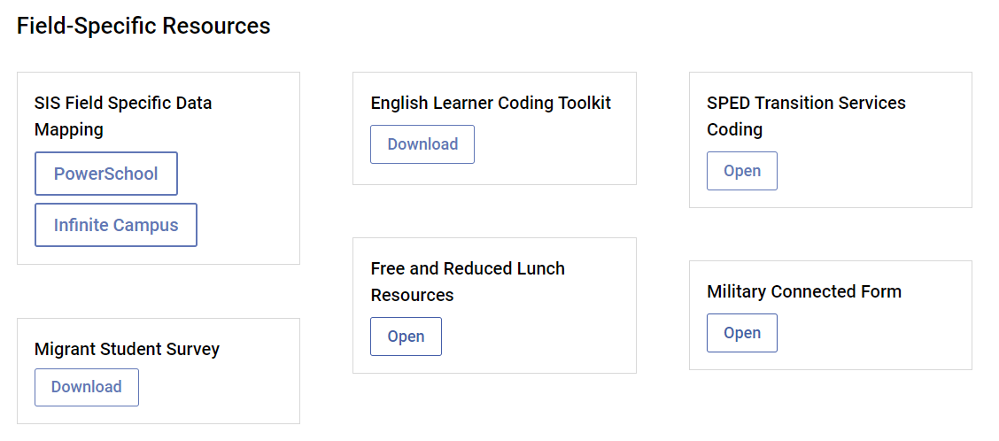 Field-Specific Resources
SIS Field Specific Data
Mapping
PowerSchool
Infinite Campus
Migrant Student Survey
Download
English Learner Coding Toolkit
Download
Free and Reduced Lunch
Resources
Open
SPED Transition Services
Coding
Open
Military Connected Form
Open